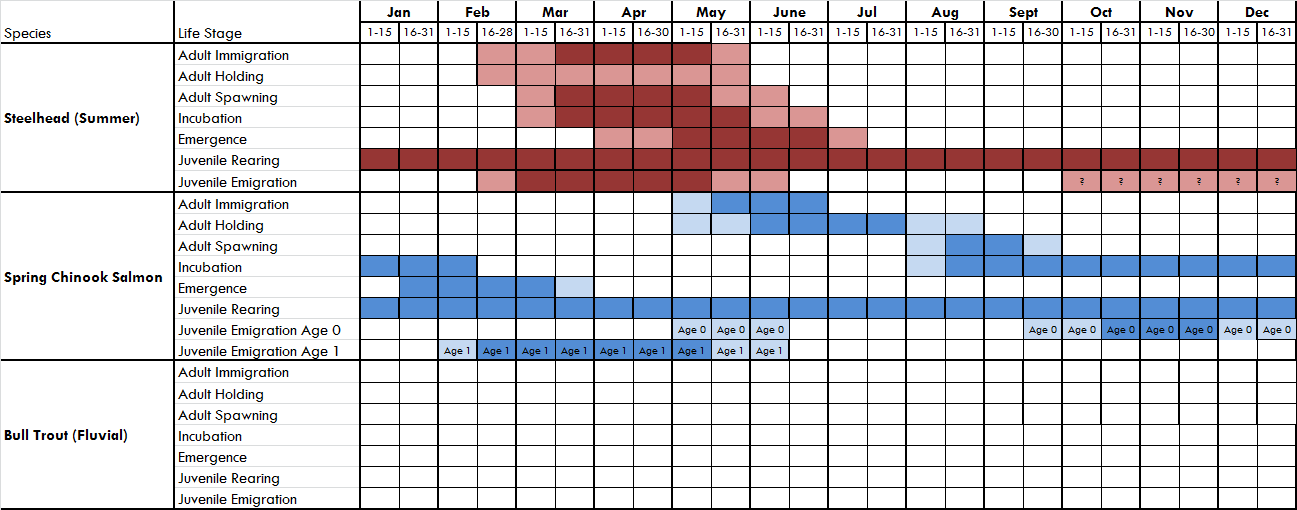 Jan Feb Mar Apr May June Jul Aug Sept Oct Nov Dec
Species Life Stage 1-15 16-31 1-15 16-28 1-15 16-31 1-15 16-30 1-15 16-31 1-15 16-31 1-15 16-31 1-15 16-31 1-15 16-30 1-15 16-31 1-15 16-30 1-15 16-31
Adult Immigration
Adult Holding
Adult Spawning
Steelhead (Summer) Incubation
Emergence
Juvenile Rearing
Juvenile Emigration ? ? ? ? ? ?
Adult Immigration
Adult Holding
Adult Spawning
Spring Chinook Salmon Incubation
Emergence
Juvenile Rearing
Juvenile Emigration Age 0 Age 0 Age 0 Age 0 Age 0 Age 0 Age 0 Age 0 Age 0 Age 0 Age 0
Juvenile Emigration Age 1 Age 1 Age 1 Age 1 Age 1 Age 1 Age 1 Age 1 Age 1 Age 1
Adult Immigration
Adult Holding
Adult Spawning
Bull Trout (Fluvial) Incubation
Emergence
Juvenile Rearing
Juvenile Emigration